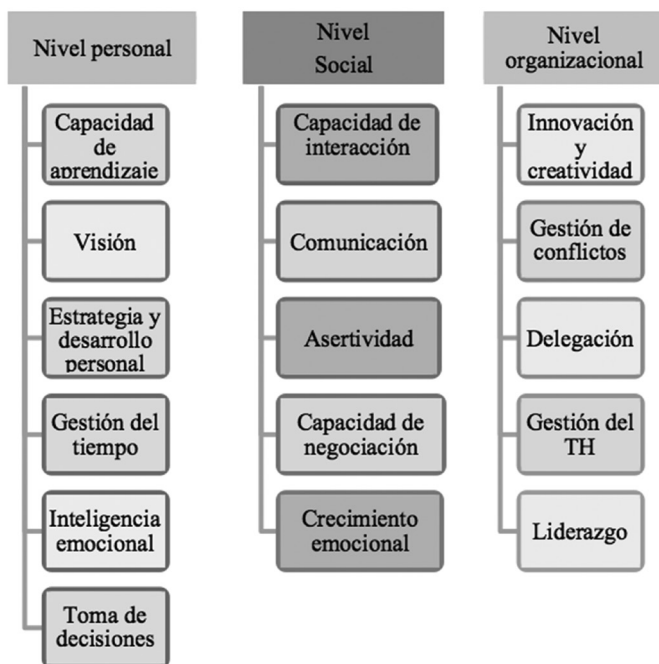 Nivel personal
Capacidad
de
aprendizaje
Visión
Estrategia y
desarrollo
personal
Gestión del
tiempo
Inteligencia
emocional
Toma de
decisiones
Nivel
Social
Capacidad de
interacción
Comunicación
Asertividad
Capacidad de
negociación
Crecimiento
emocional
Nivel
organizacional
Innovación
y
creatividad
Gestión de
conflictos
Delegación
Gestión del
TH
Liderazgo